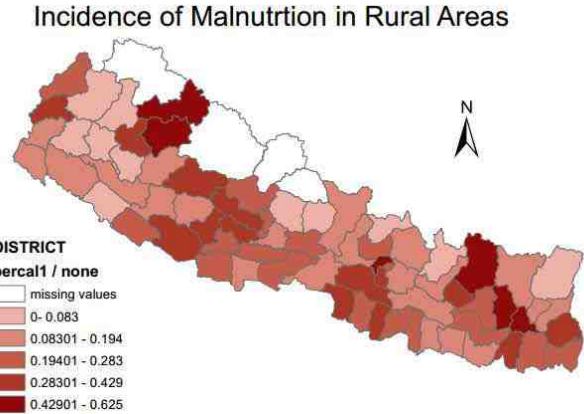 Incidence of Malnutrtion in Rural Areas
N
DISTRICT
percal1 / none
missing values
0- 0.083
0.08301 - 0.194
0.19401 - 0.283
0.28301 - 0.429
0.42901 - 0.625